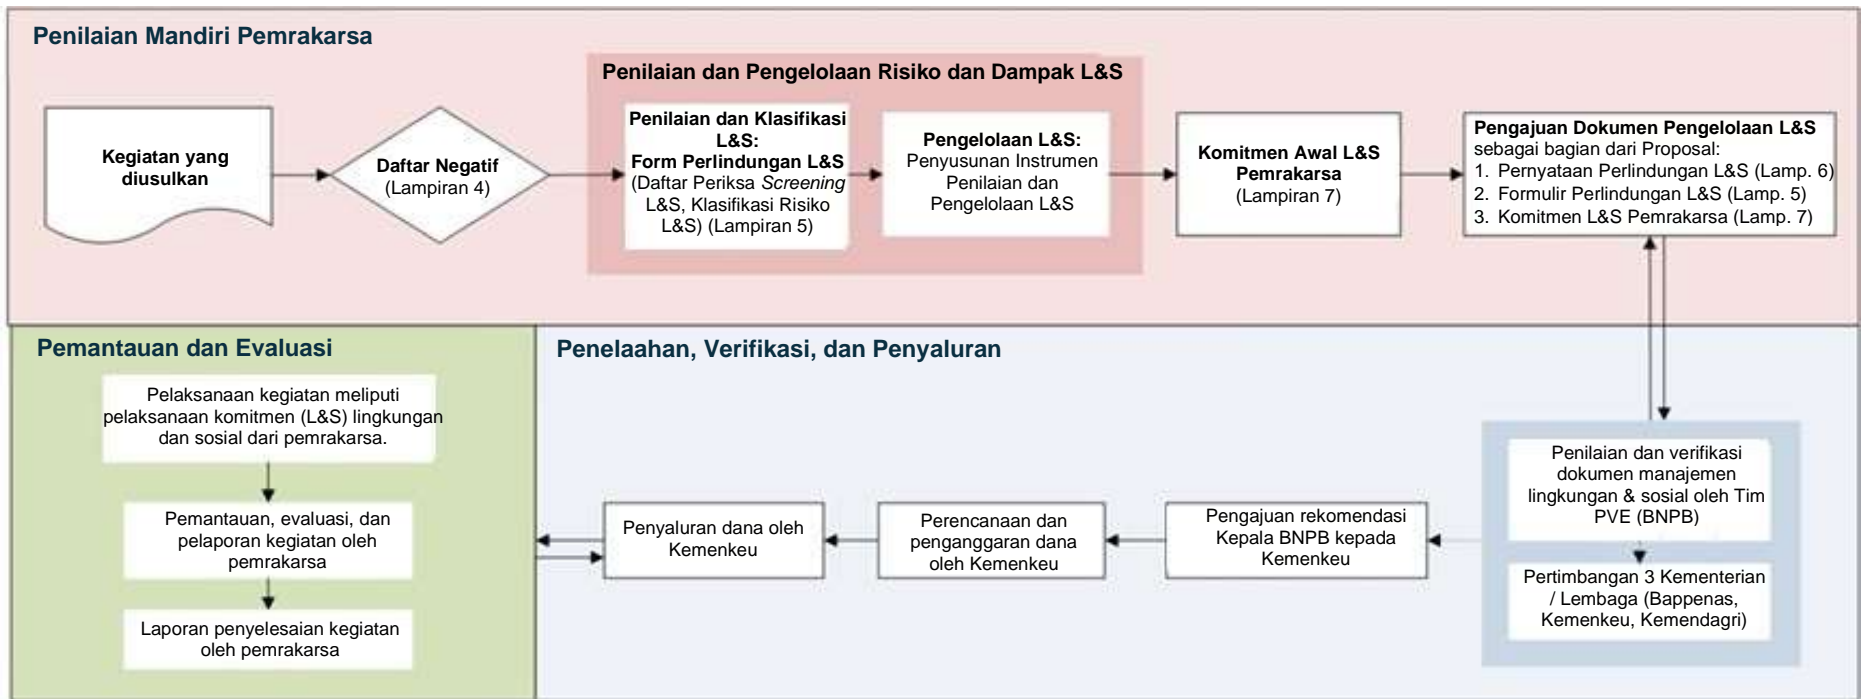 Penilaian Mandiri Pemrakarsa
Kegiatan yang
diusulkan
Daftar Negatif
(Lampiran 4)
Penilaian dan Pengelolaan Risiko dan Dampak L&S
Penilaian dan Klasifikasi
L&S:
Form Perlindungan L&S
(Daftar Periksa Screening
L&S, Klasifikasi Risiko
L&S) (Lampiran 5)
Pengelolaan L&S:
Penyusunan Instrumen
Penilaian dan
Pengelolaan L&S
Komitmen Awal L&S
Pemrakarsa
(Lampiran 7)
Pengajuan Dokumen Pengelolaan L&S
sebagai bagian dari Proposal:
1. Pernyataan Perlindungan L&S (Lamp. 6)
2. Formulir Perlindungan L&S (Lamp. 5)
3. Komitmen L&S Pemrakarsa (Lamp. 7)
Pemantauan dan Evaluasi
Pelaksanaan kegiatan meliputi
pelaksanaan komitmen (L&S) lingkungan
dan sosial dari pemrakarsa.
Pemantauan, evaluasi, dan
pelaporan kegiatan oleh
pemrakarsa
Laporan penyelesaian kegiatan
oleh pemrakarsa
Penelaahan, Verifikasi, dan Penyaluran
Penyaluran dana oleh
Kemenkeu
Perencanaan dan
penganggaran dana
oleh Kemenkeu
Pengajuan rekomendasi
Kepala BNPB kepada
Kemenkeu
Penilaian dan verifikasi
dokumen manajemen
lingkungan & sosial oleh Tim
PVE (BNPB)
Pertimbangan 3 Kementerian
/ Lembaga (Bappenas,
Kemenkeu, Kemendagri)